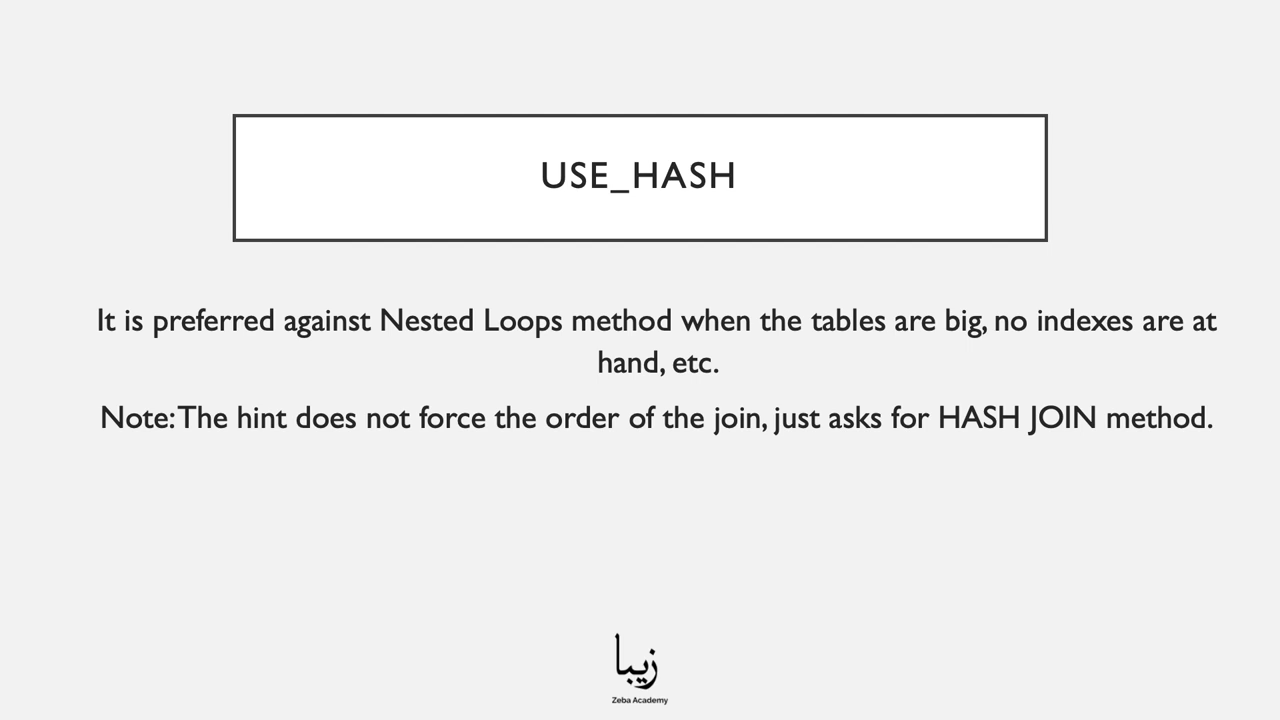 USE_HASH
It is preferred against Nested Loops method when the tables are big, no indexes are at
hand, etc.
Note: The hint does not force the order of the join, just asks for HASH JOIN method.
زيبا
Zeba Academy